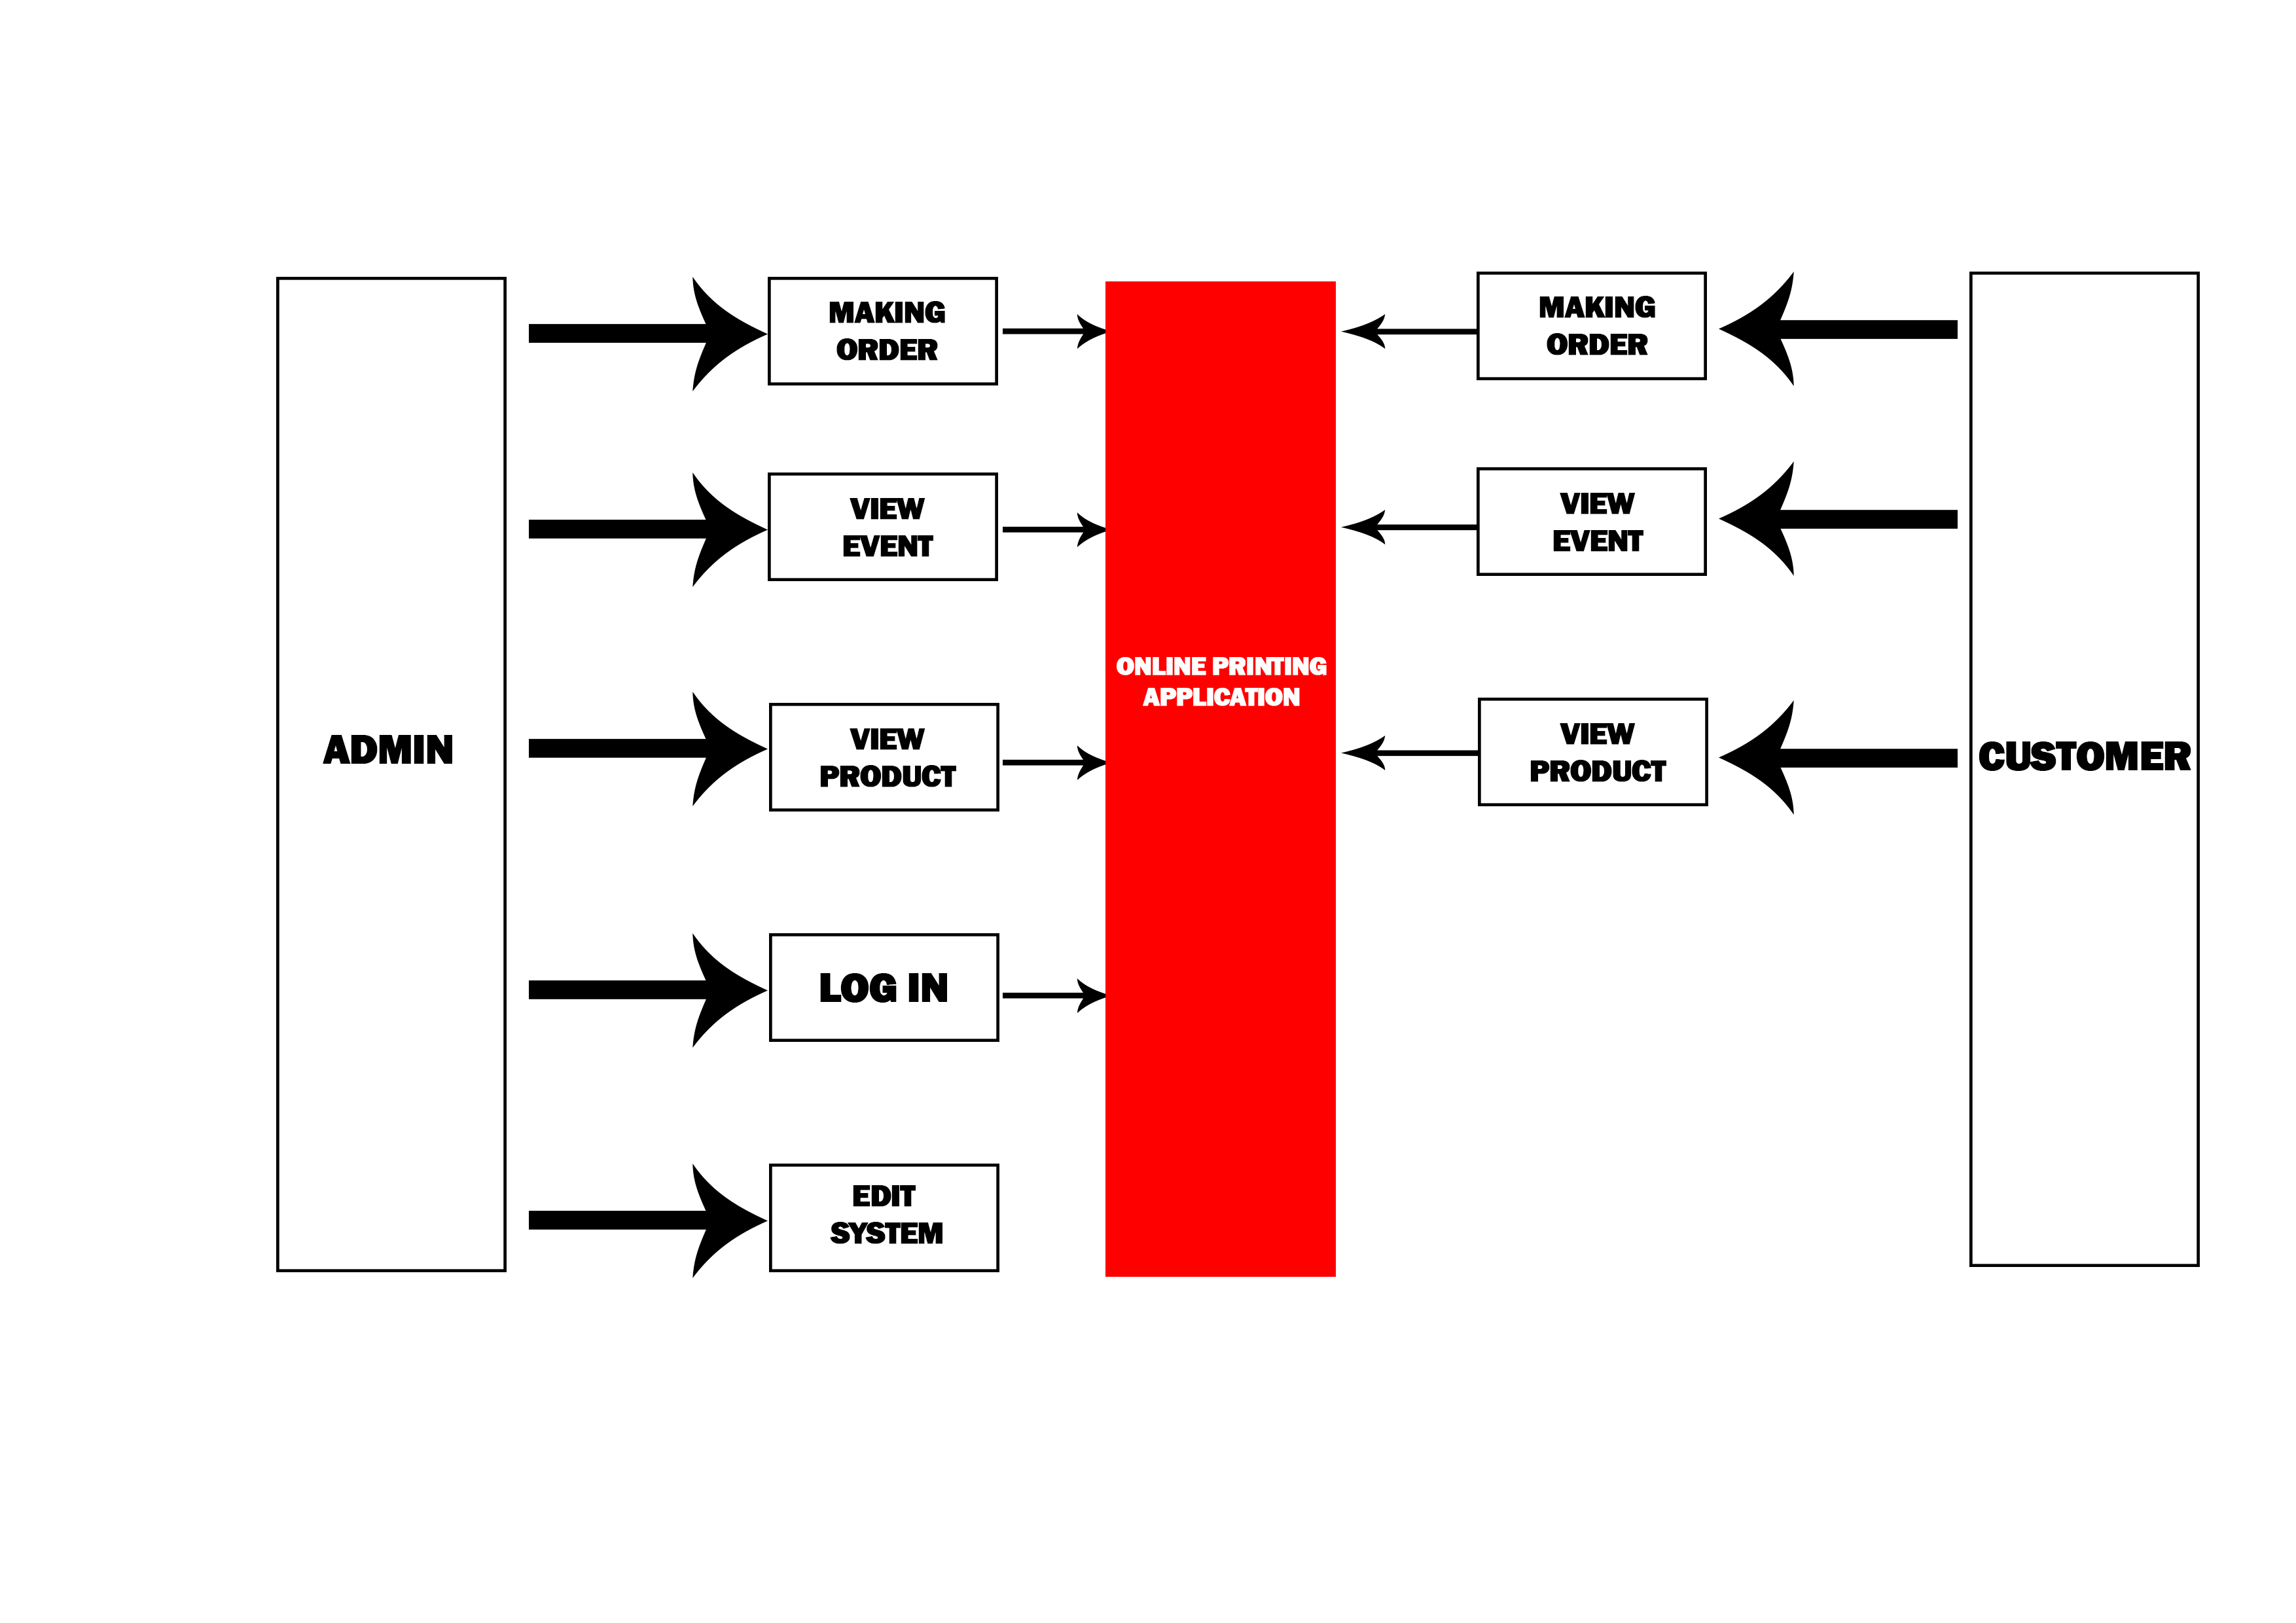 ADMIN
MAKING
ORDER
VIEW
EVENT
VIEW
PRODUCT
LOG IN
EDIT
SYSTEM
ONLINE PRINTING
APPLICATION
MAKING
ORDER
VIEW
EVENT
VIEW
PRODUCT
CUSTOMER